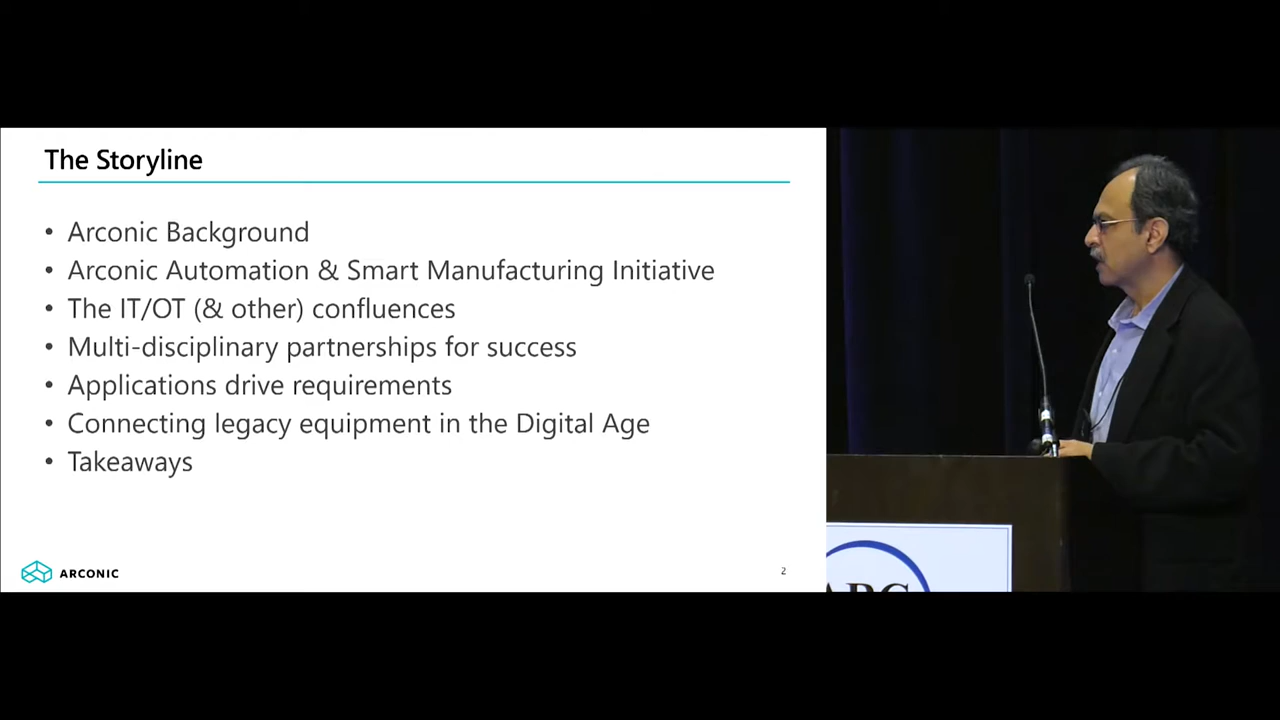 The Storyline
• Arconic Background
• Arconic Automation & Smart Manufacturing Initiative
• The IT/OT (& other) confluences
• Multi-disciplinary partnerships for success
• Applications drive requirements
• Connecting legacy equipment in the Digital Age
• Takeaways
ARCONIC
2